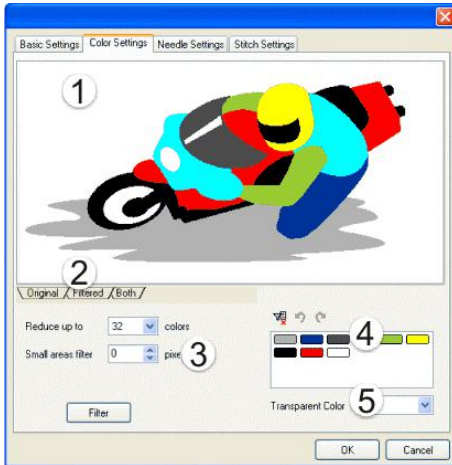 Basic Settings Color Settings Needle Settings Stitch Settings
1
2
Original Filtered Both
Reduce up to 32 colors
Small areas filter 0 3
4
Transparent Color 5
Filter
OK Cancel